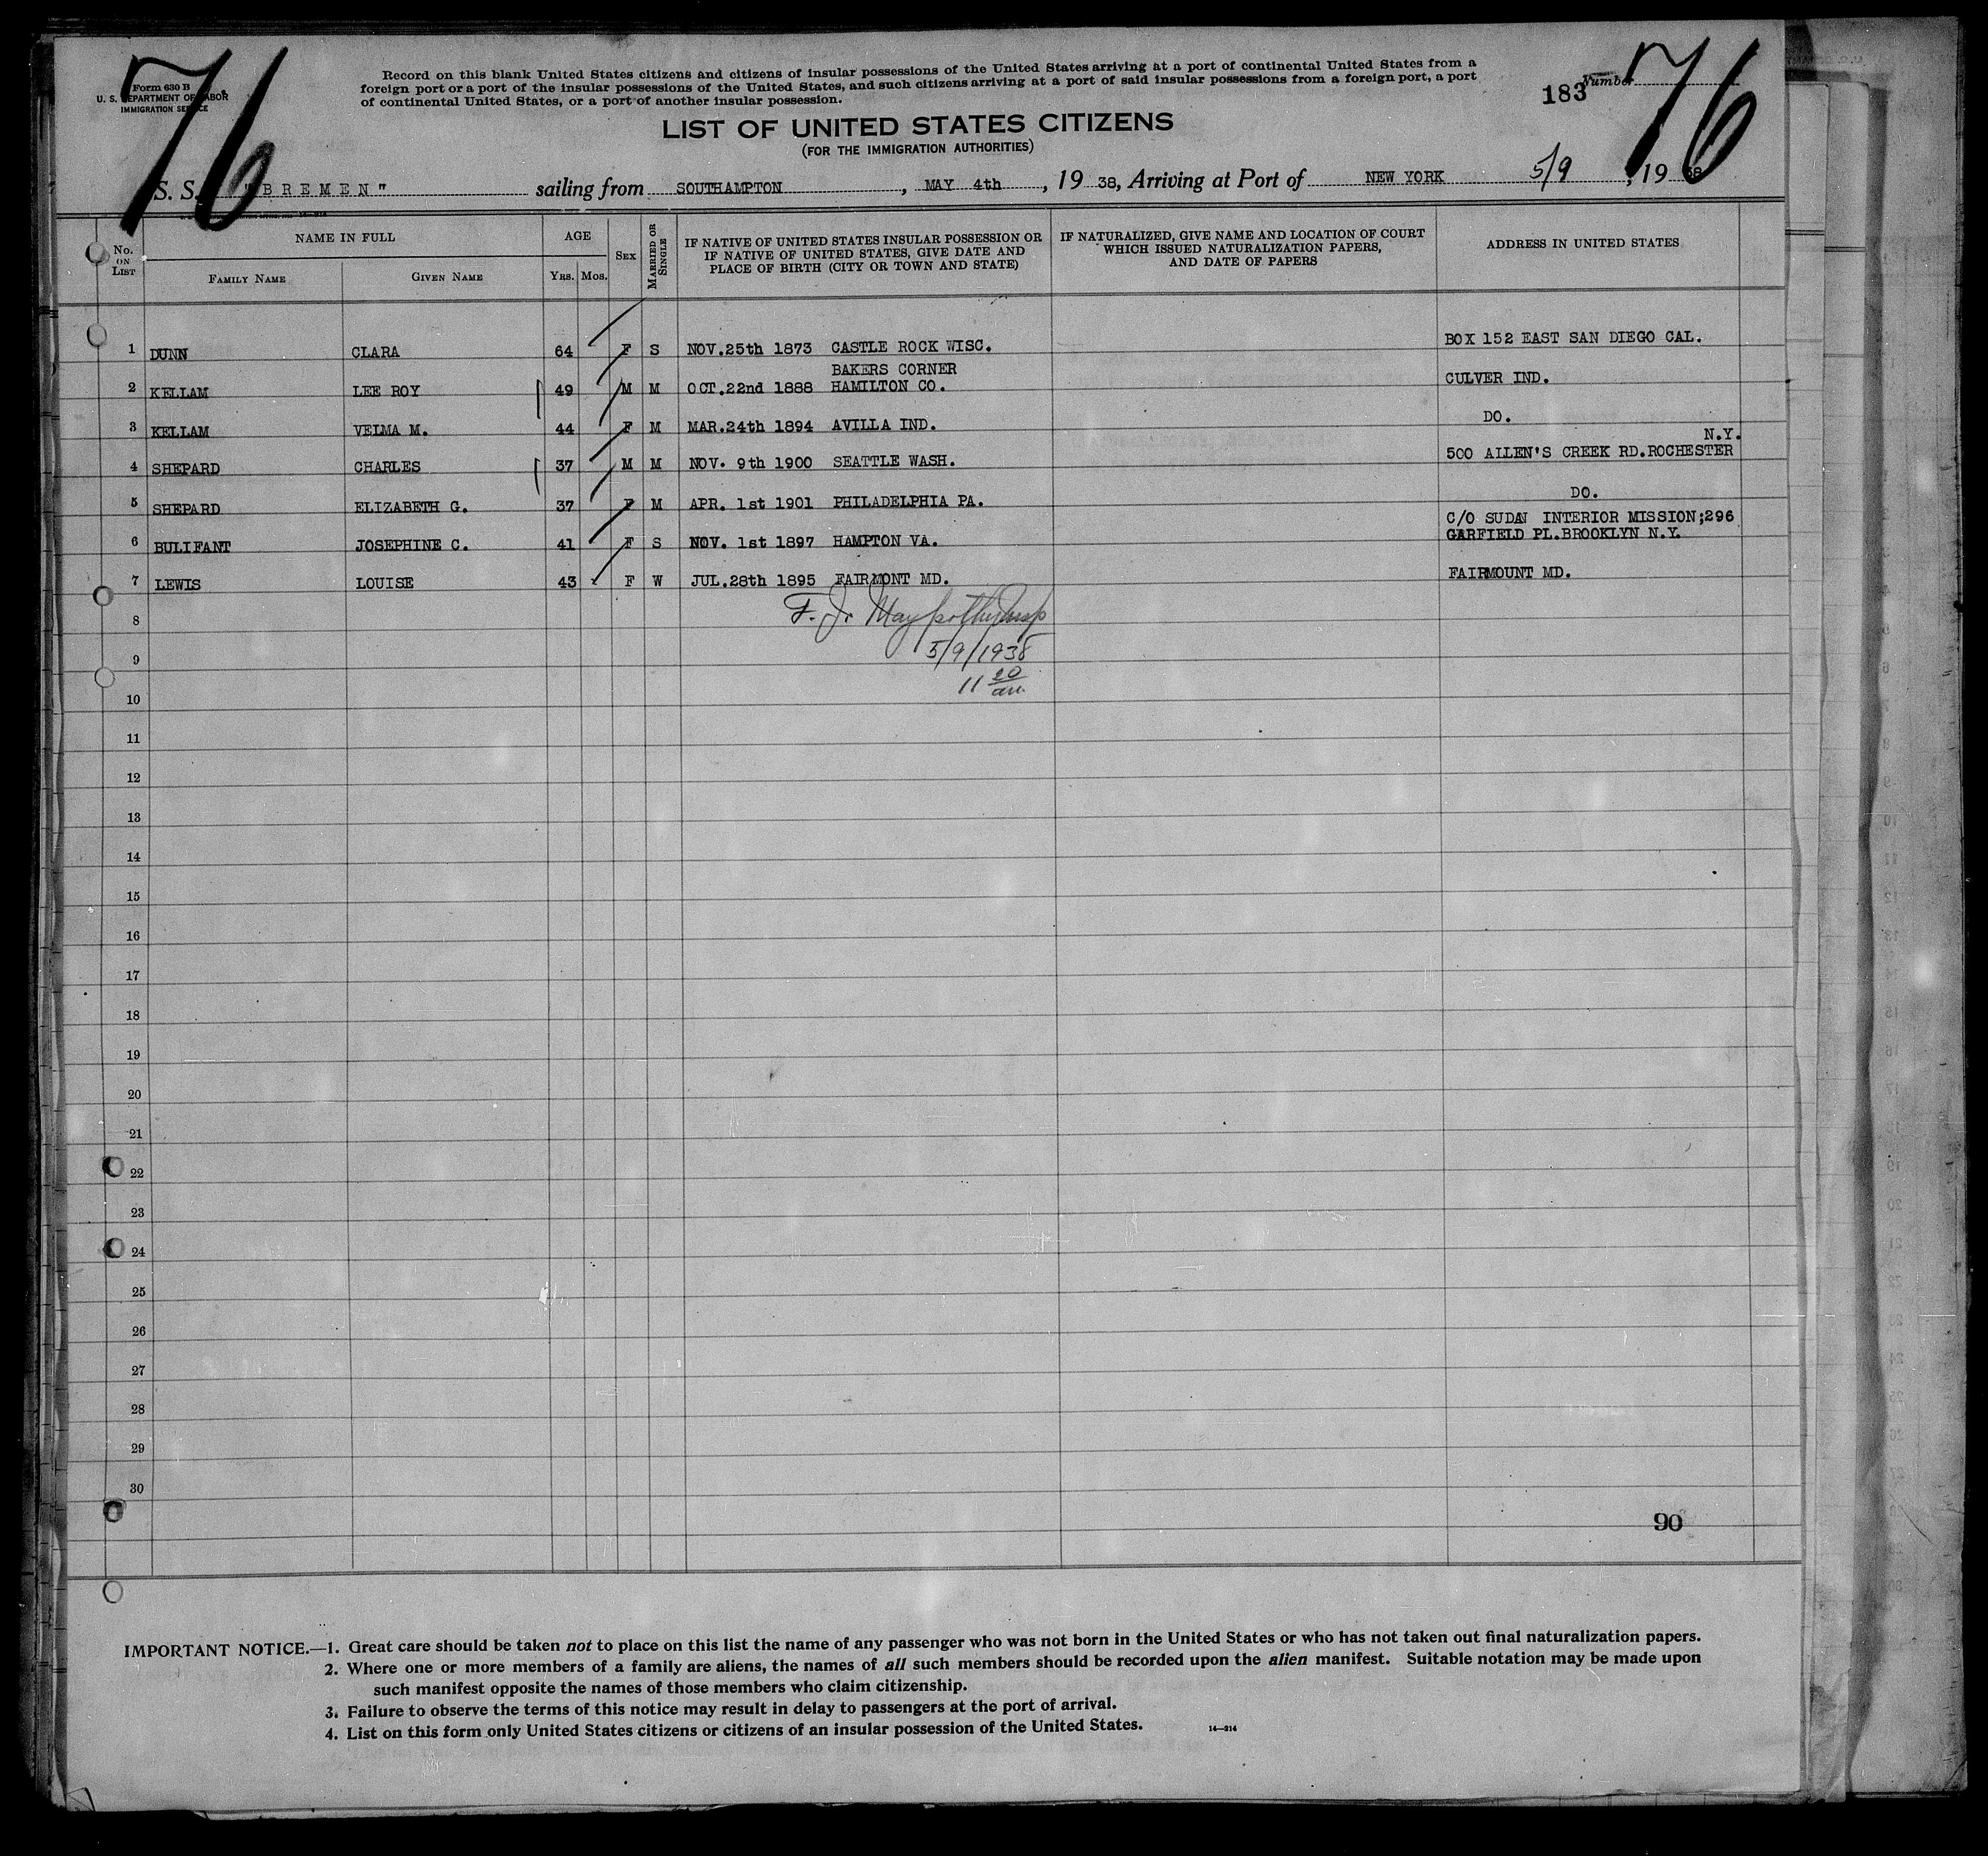 76
76
Form 630 B
U. S. DEPARTMENT OF LABOR
IMMIGRATION SERVICE
Record on this blank United States citizens and citizens of insular possessions of the United States arriving at a port of continental United States from a
foreign port or a port of the insular possessions of the United States, and such citizens arriving at a port of said insular possessions from a foreign port, a port
of continental United States, or a port of another insular possession.
183 Number
LIST OF UNITED STATES CITIZENS
(FOR THE IMMIGRATION AUTHORITIES)
S. S. "BREMEN" sailing from SOUTHAMPTON, MAY 4th, 19 38, Arriving at Port of NEW YORK 5/9, 19 38
No. ON LIST
NAME IN FULL
FAMILY NAME
GIVEN NAME
AGE
YRS. MOS.
SEX
MARRIED OR SINGLE
IF NATIVE OF UNITED STATES INSULAR POSSESSION OR
IF NATIVE OF UNITED STATES, GIVE DATE AND
PLACE OF BIRTH (CITY OR TOWN AND STATE)
IF NATURALIZED, GIVE NAME AND LOCATION OF COURT
WHICH ISSUED NATURALIZATION PAPERS,
AND DATE OF PAPERS
ADDRESS IN UNITED STATES
1 DUNN CLARA 64 F S NOV.25th 1873 CASTLE ROCK WISC. BOX 152 EAST SAN DIEGO CAL.
BAKERS CORNER
2 KELLAM LEE ROY 49 M M OCT.22nd 1888 HAMILTON CO. CULVER IND.
3 KELLAM VELMA M. 44 F M MAR.24th 1894 AVILLA IND. DO.
N.Y.
4 SHEPARD CHARLES 37 M M NOV. 9th 1900 SEATTLE WASH. 500 ALLEN'S CREEK RD.ROCHESTER
5 SHEPARD ELIZABETH G. 37 F M APR. 1st 1901 PHILADELPHIA PA. DO.
C/O SUDAN INTERIOR MISSION;296
6 BULIFANT JOSEPHINE C. 41 F S NOV. 1st 1897 HAMPTON VA. GARFIELD PL.BROOKLYN N.Y.
7 LEWIS LOUISE 43 F W JUL.28th 1895 FAIRMONT MD. FAIRMOUNT MD.
8 F. J.
9 5/9/1938
10 11 20 am
11
12
13
14
15
16
17
18
19
20
21
22
23
24
25
26
27
28
29
30
90
IMPORTANT NOTICE.—1. Great care should be taken not to place on this list the name of any passenger who was not born in the United States or who has not taken out final naturalization papers.
2. Where one or more members of a family are aliens, the names of all such members should be recorded upon the alien manifest. Suitable notation may be made upon
such manifest opposite the names of those members who claim citizenship.
3. Failure to observe the terms of this notice may result in delay to passengers at the port of arrival.
4. List on this form only United States citizens or citizens of an insular possession of the United States. 14—214